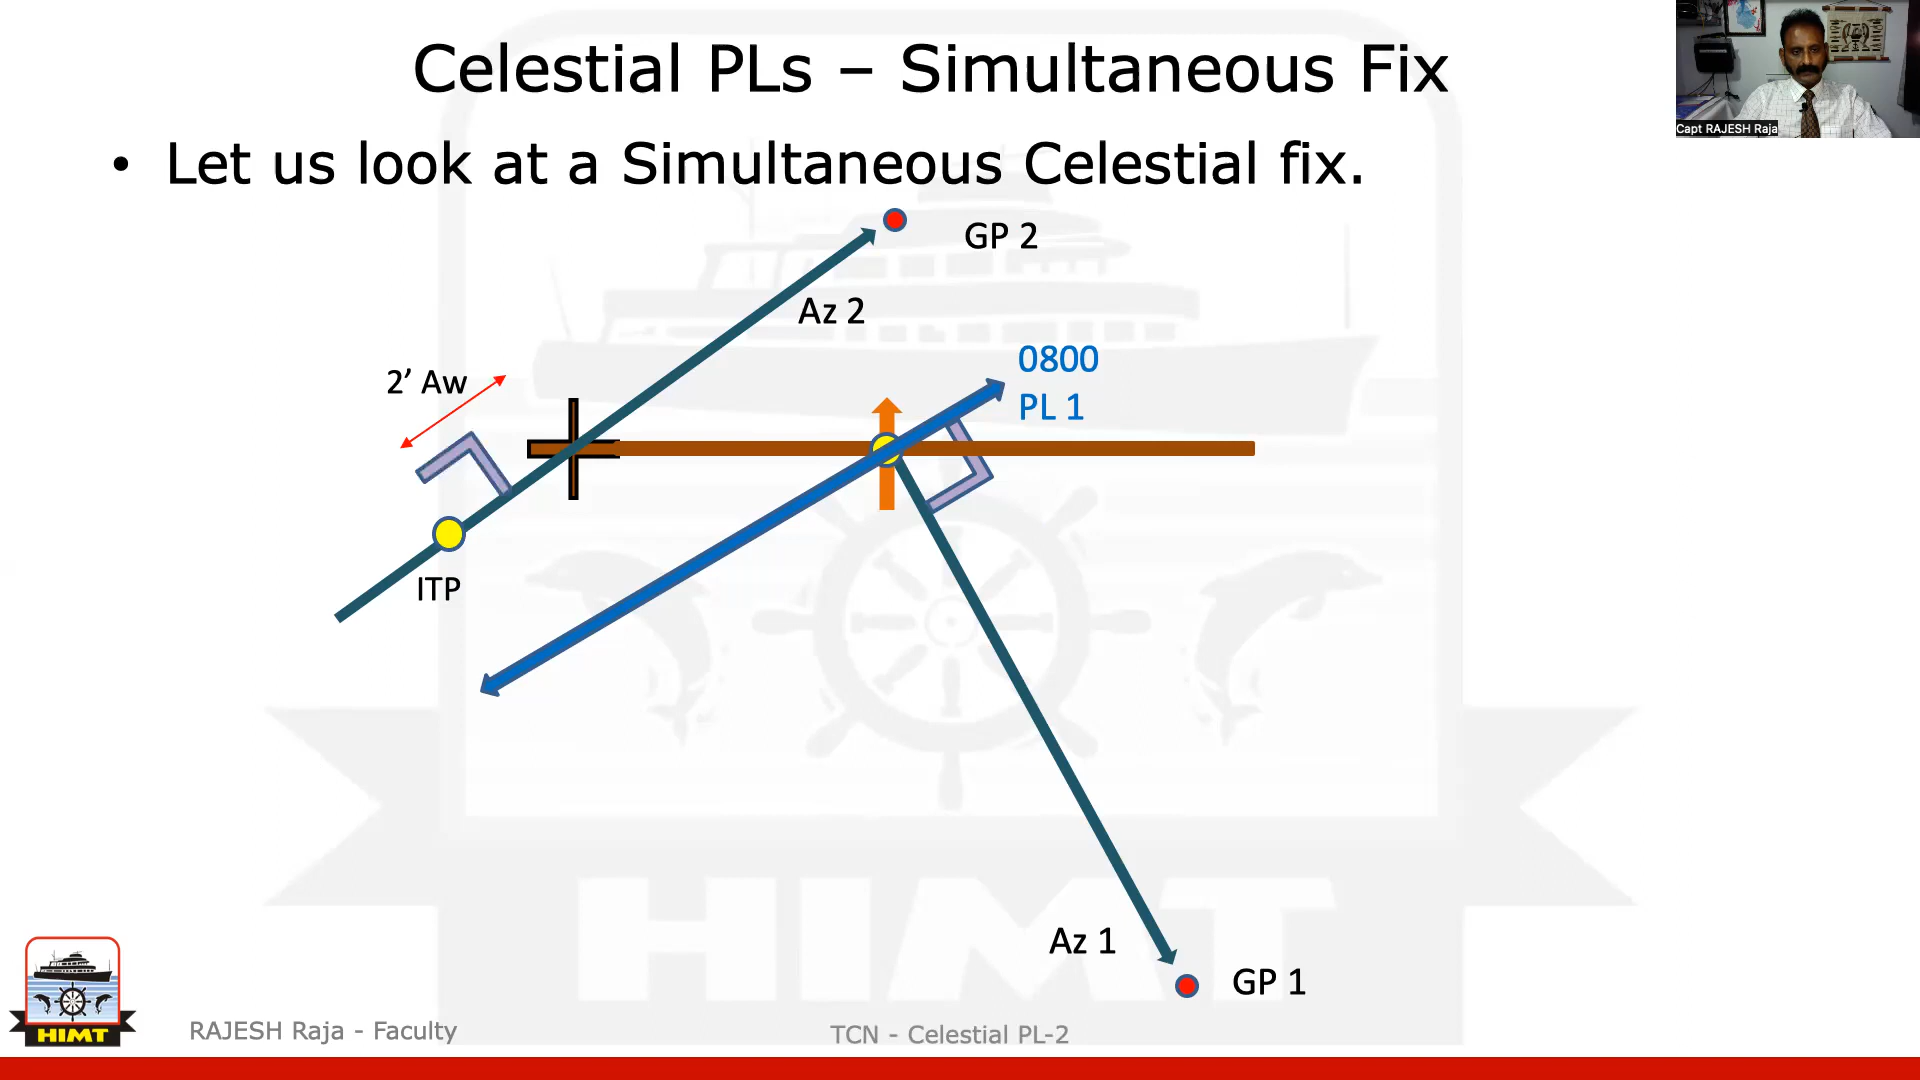 Celestial PLs – Simultaneous Fix
Capt RAJESH Raja
• Let us look at a Simultaneous Celestial fix.
GP 2
Az 2
0800
PL 1
2’ Aw
ITP
HIMT
Az 1
GP 1
HIMT
RAJESH Raja - Faculty
TCN - Celestial PL-2